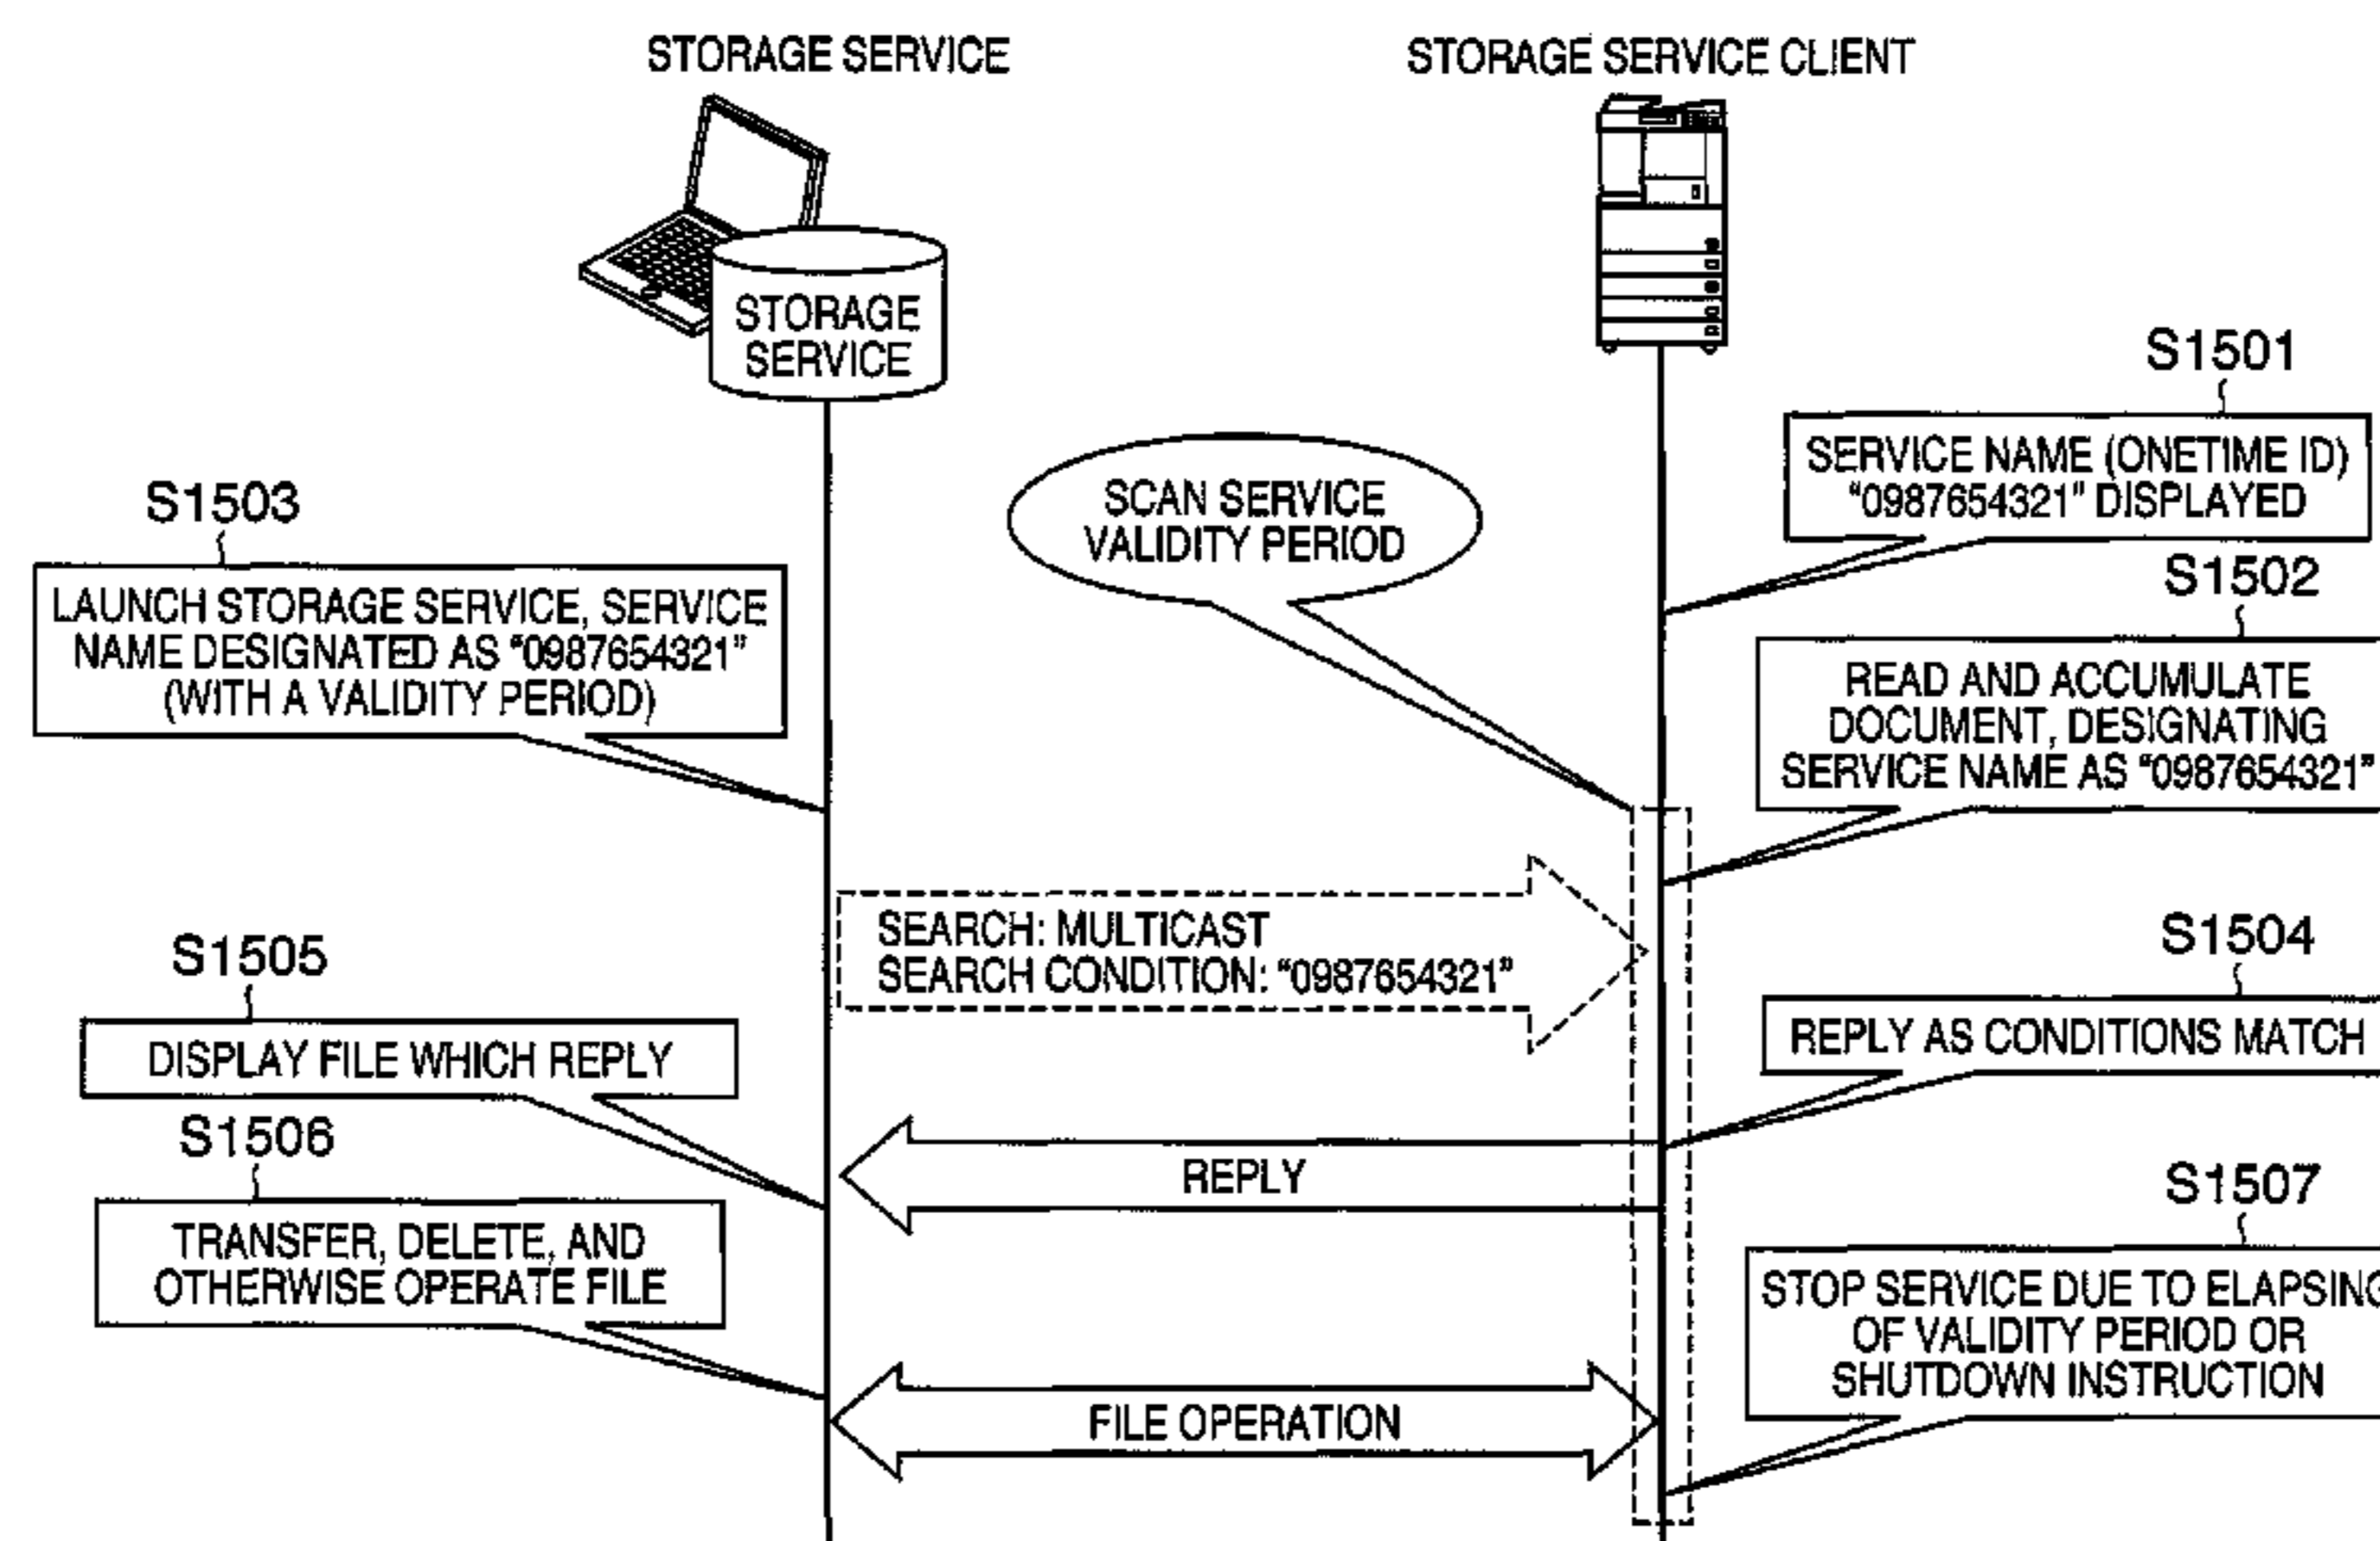 STORAGE SERVICE
STORAGE SERVICE CLIENT
STORAGE
SERVICE
S1501
SERVICE NAME (ONETIME ID)
“0987654321” DISPLAYED
SCAN SERVICE
VALIDITY PERIOD
S1503
LAUNCH STORAGE SERVICE, SERVICE
NAME DESIGNATED AS “0987654321”
(WITH A VALIDITY PERIOD)
S1502
READ AND ACCUMULATE
DOCUMENT, DESIGNATING
SERVICE NAME AS “0987654321”
SEARCH: MULTICAST
SEARCH CONDITION: “0987654321”
S1504
REPLY AS CONDITIONS MATCH
S1505
DISPLAY FILE WHICH REPLY
REPLY
S1506
TRANSFER, DELETE, AND
OTHERWISE OPERATE FILE
S1507
STOP SERVICE DUE TO ELAPSING
OF VALIDITY PERIOD OR
SHUTDOWN INSTRUCTION
FILE OPERATION